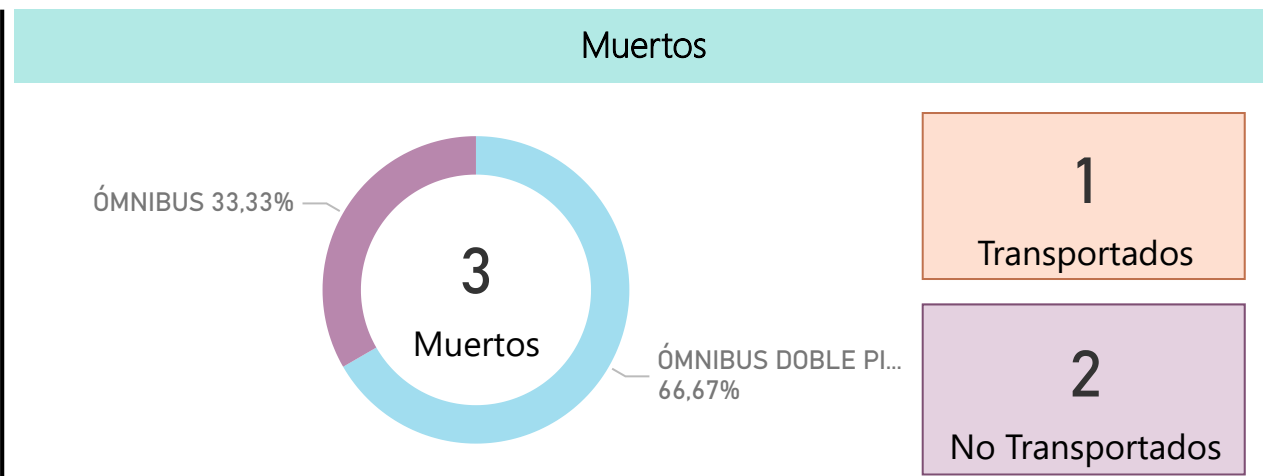 Muertos
ÓMNIBUS 33,33%
3
Muertos
ÓMNIBUS DOBLE PI...
66,67%
1
Transportados
2
No Transportados